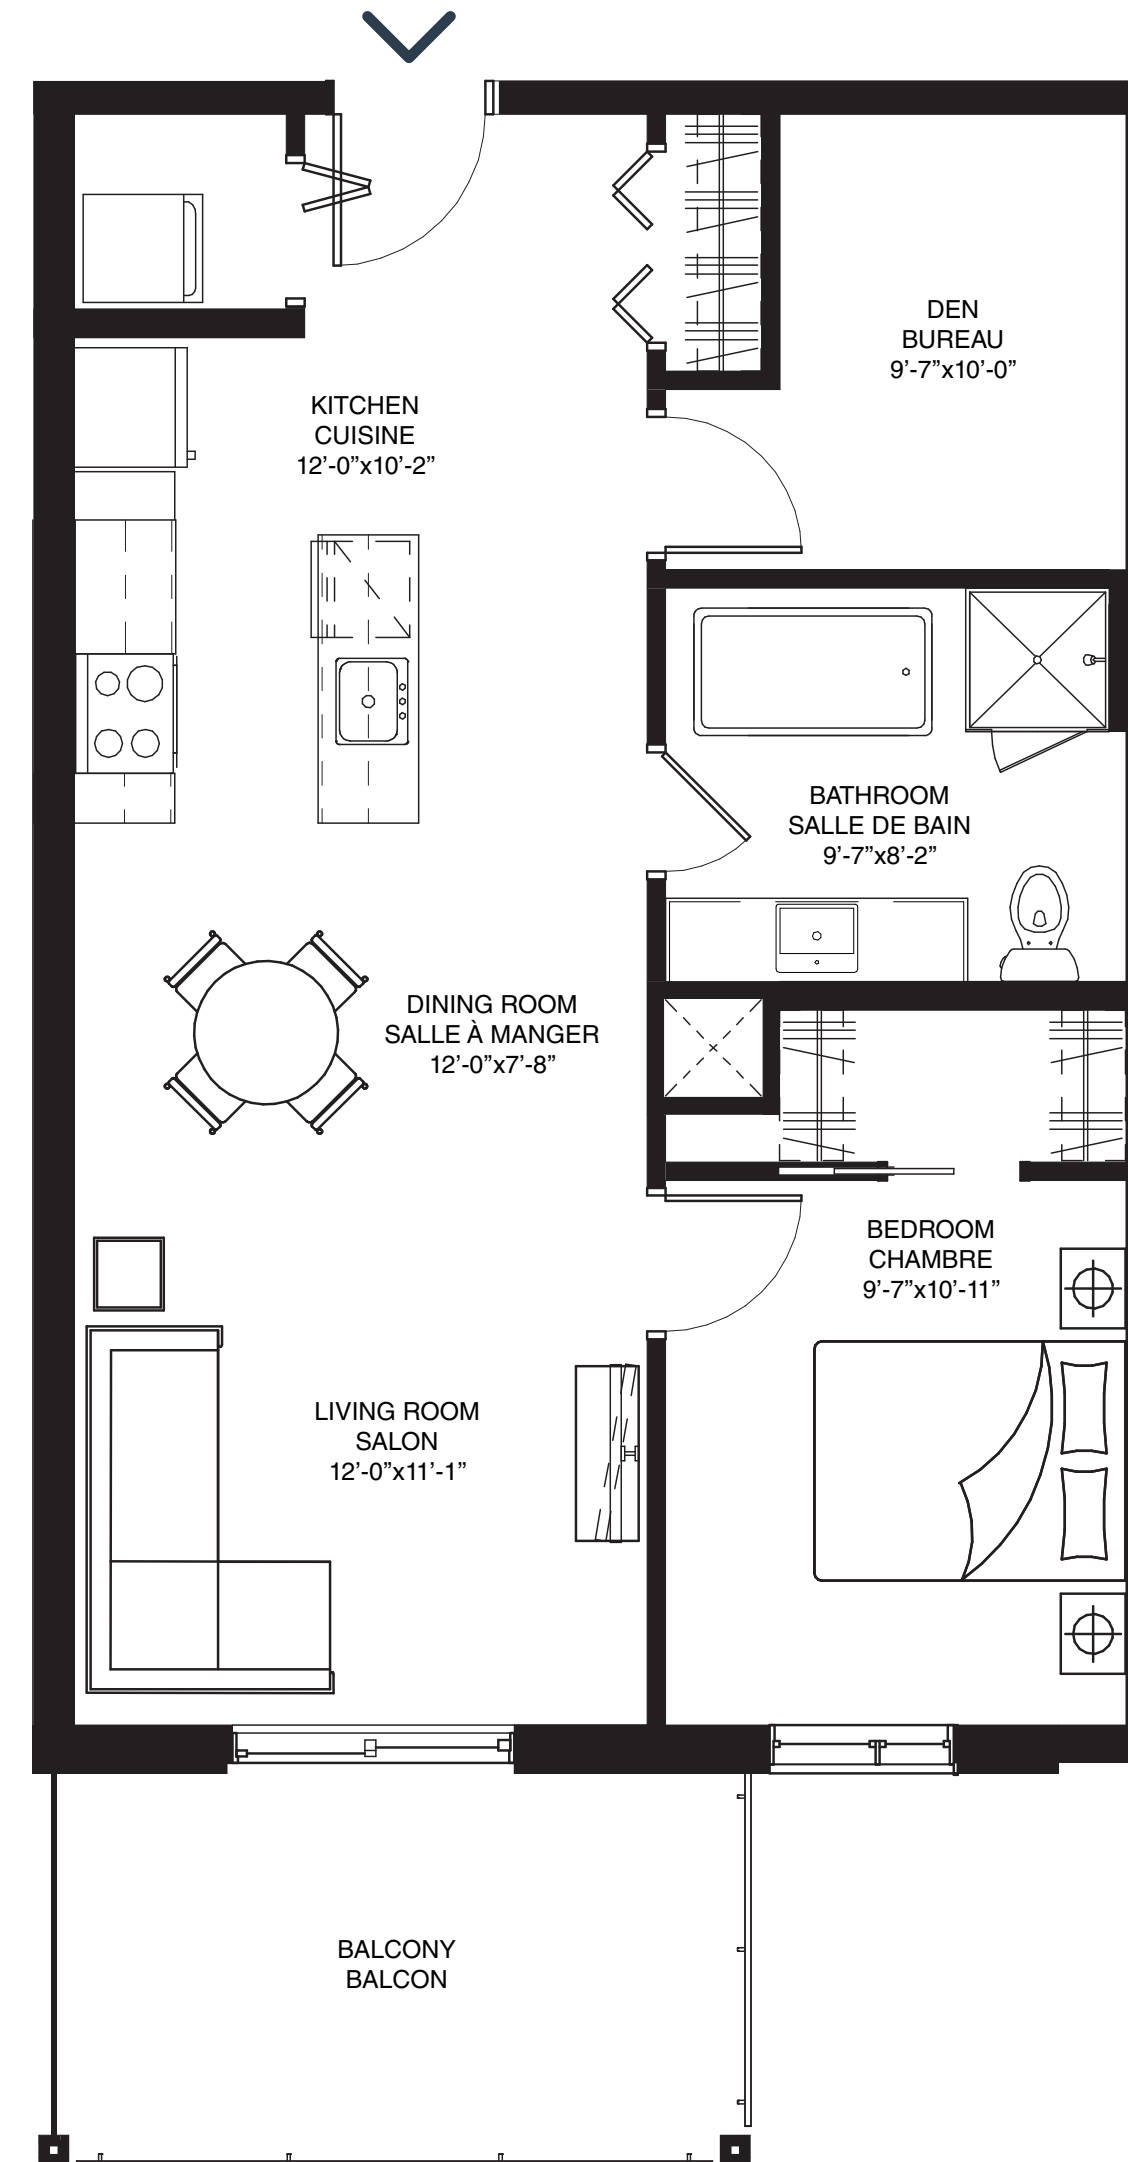 DEN
BUREAU
9’-7”x10’-0”
KITCHEN
CUISINE
12’-0”x10’-2”
BATHROOM
SALLE DE BAIN
9’-7”x8’-2”
DINING ROOM
SALLE À MANGER
12’-0”x7’-8”
BEDROOM
CHAMBRE
9’-7”x10’-11”
LIVING ROOM
SALON
12’-0”x11’-1”
BALCONY
BALCON